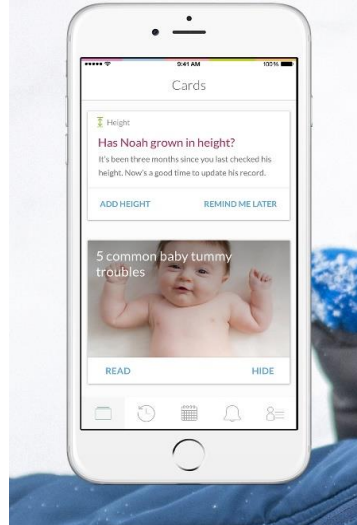 9:41 AM
100%
Cards
Height
Has Noah grown in height?
It's been three months since you last checked his
height. Now's a good time to update his record.
ADD HEIGHT
REMIND ME LATER
5 common baby tummy
troubles
READ
HIDE